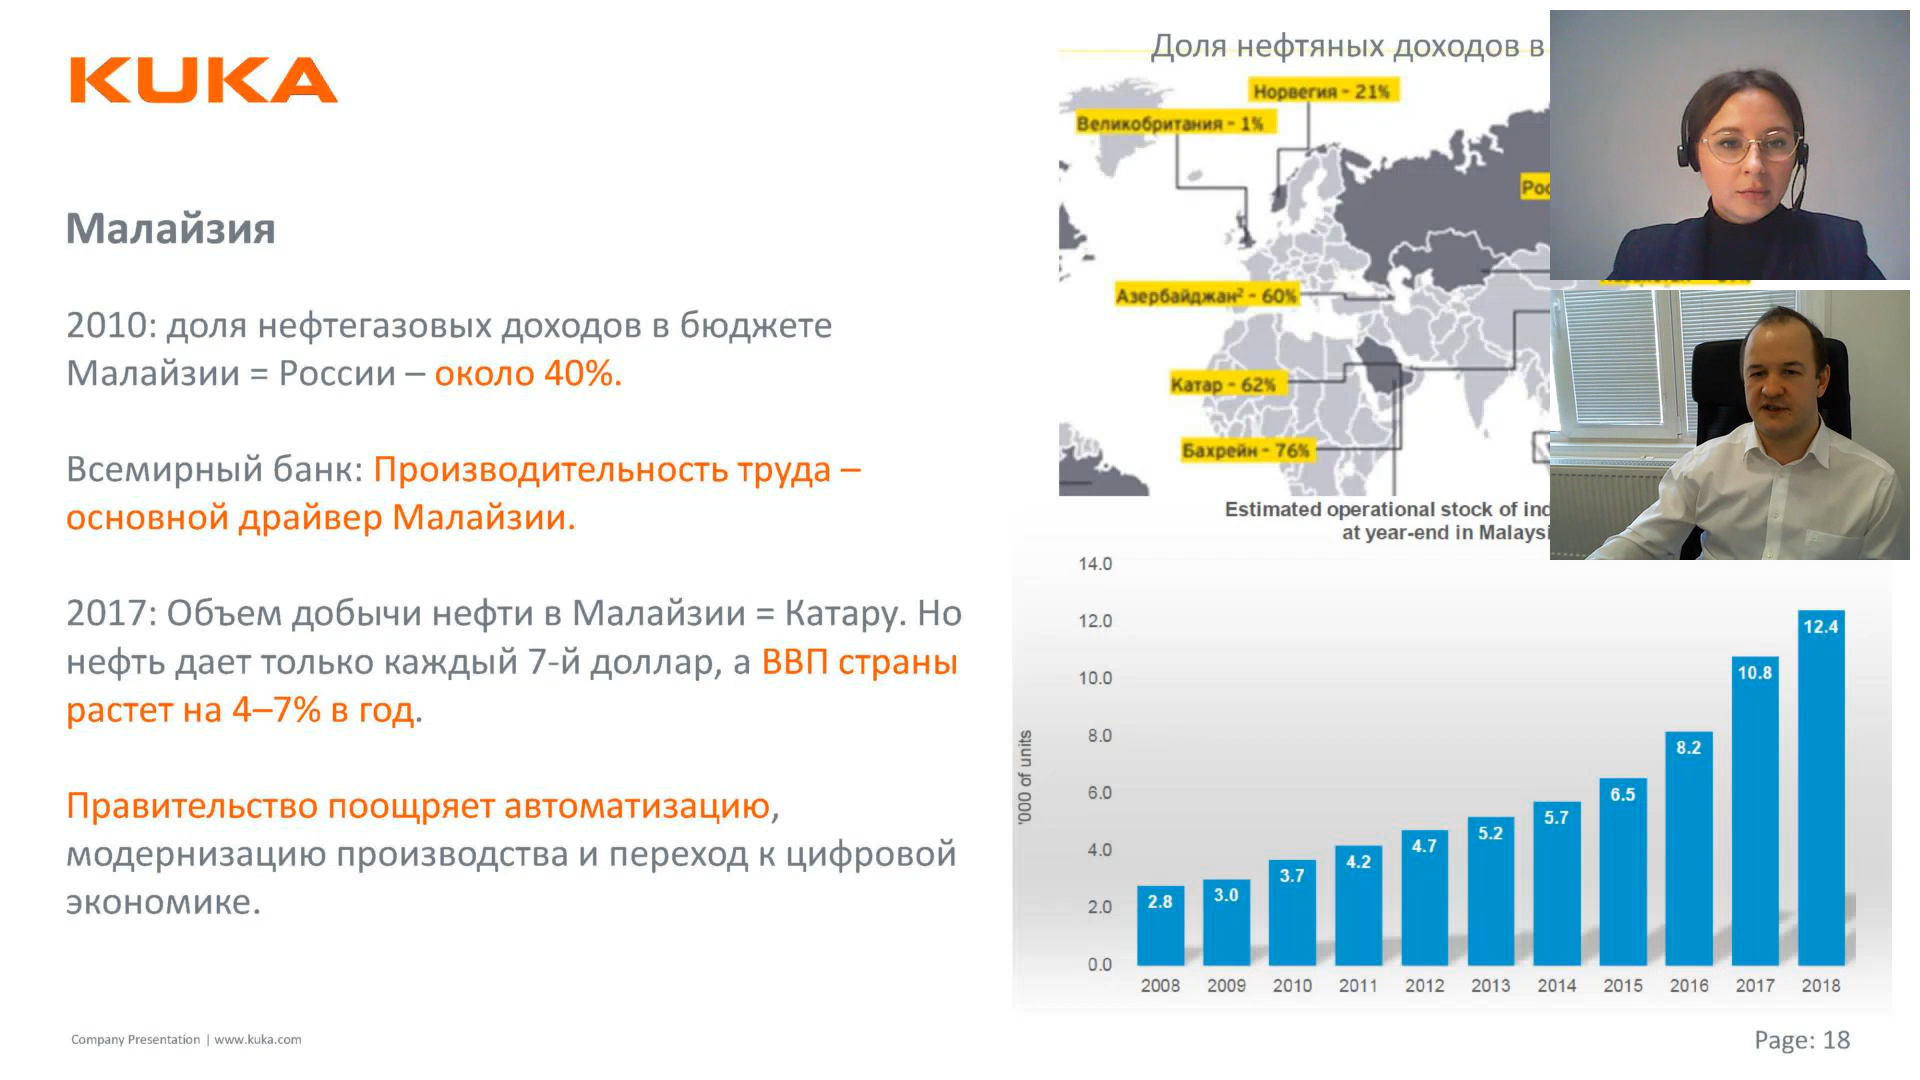 KUKA
Малайзия
2010: доля нефтегазовых доходов в бюджете
Малайзии = России – около 40%.
Всемирный банк: Производительность труда –
основной драйвер Малайзии.
2017: Объем добычи нефти в Малайзии = Катару. Но
нефть дает только каждый 7-й доллар, а ВВП страны
растет на 4–7% в год.
Правительство поощряет автоматизацию,
модернизацию производства и переход к цифровой
экономике.
Доля нефтяных доходов в
Норвегия - 21%
Великобритания - 1%
Азербайджан² - 60%
Катар - 62%
Бахрейн - 76%
Estimated operational stock of
at year-end in
'000 of units
14.0
12.0
10.0
8.0
6.0
4.0
2.0
0.0
2.8
3.0
3.7
4.2
4.7
5.2
5.7
6.5
8.2
10.8
12.4
2008 2009 2010 2011 2012 2013 2014 2015 2016 2017 2018
Company Presentation | www.kuka.com
Page: 18